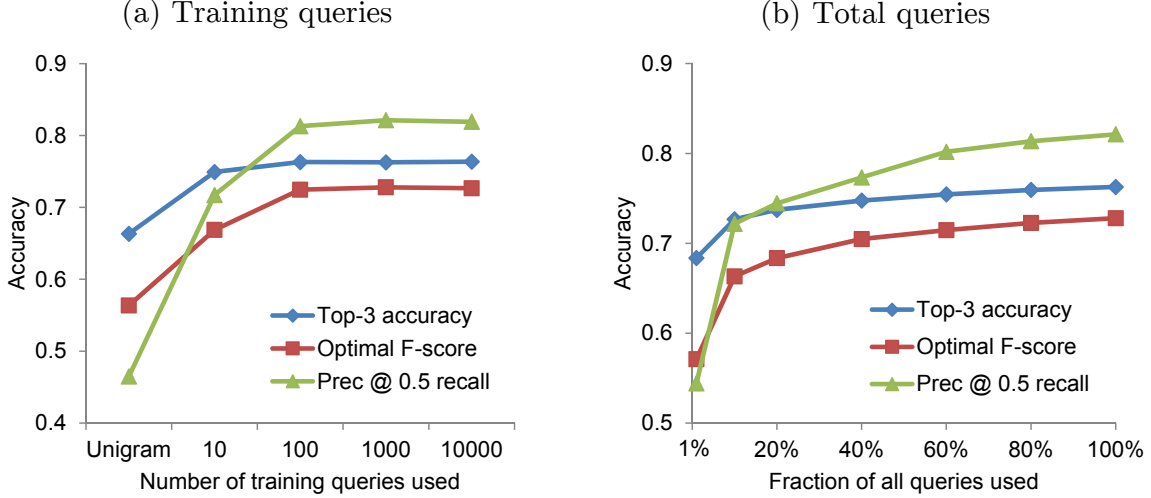 (a) Training queries
0.9
0.8
0.7
0.6
0.5
0.4
Accuracy
Top-3 accuracy
Optimal F-score
Prec @ 0.5 recall
Unigram 10 100 1000 10000
Number of training queries used
(b) Total queries
0.9
0.8
0.7
0.6
0.5
Accuracy
Top-3 accuracy
Optimal F-score
Prec @ 0.5 recall
1% 20% 40% 60% 80% 100%
Fraction of all queries used